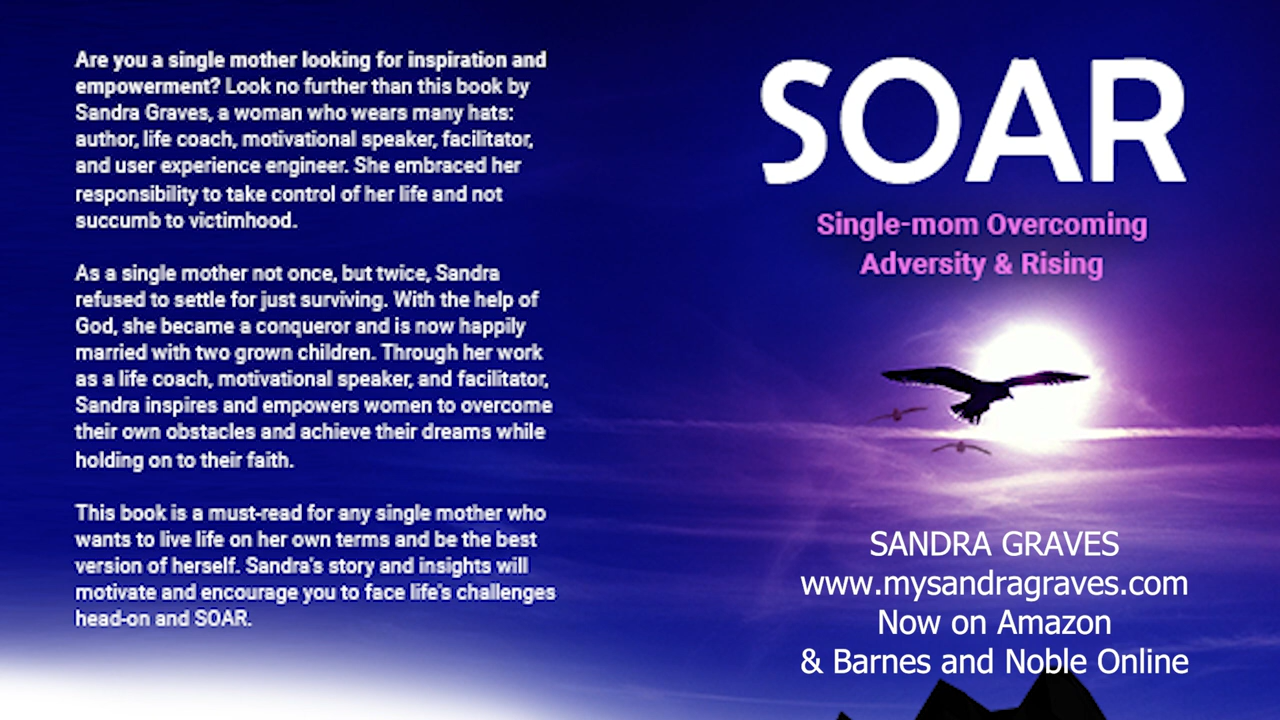 Are you a single mother looking for inspiration and
empowerment? Look no further than this book by
Sandra Graves, a woman who wears many hats:
author, life coach, motivational speaker, facilitator,
and user experience engineer. She embraced her
responsibility to take control of her life and not
succumb to victimhood.
As a single mother not once, but twice, Sandra
refused to settle for just surviving. With the help of
God, she became a conqueror and is now happily
married with two grown children. Through her work
as a life coach, motivational speaker, and facilitator,
Sandra inspires and empowers women to overcome
their own obstacles and achieve their dreams while
holding on to their faith.
This book is a must-read for any single mother who
wants to live life on her own terms and be the best
version of herself. Sandra's story and insights will
motivate and encourage you to face life's challenges
head-on and SOAR.
SOAR
Single-mom Overcoming
Adversity & Rising
SANDRA GRAVES
www.mysandragraves.com
Now on Amazon
& Barnes and Noble Online